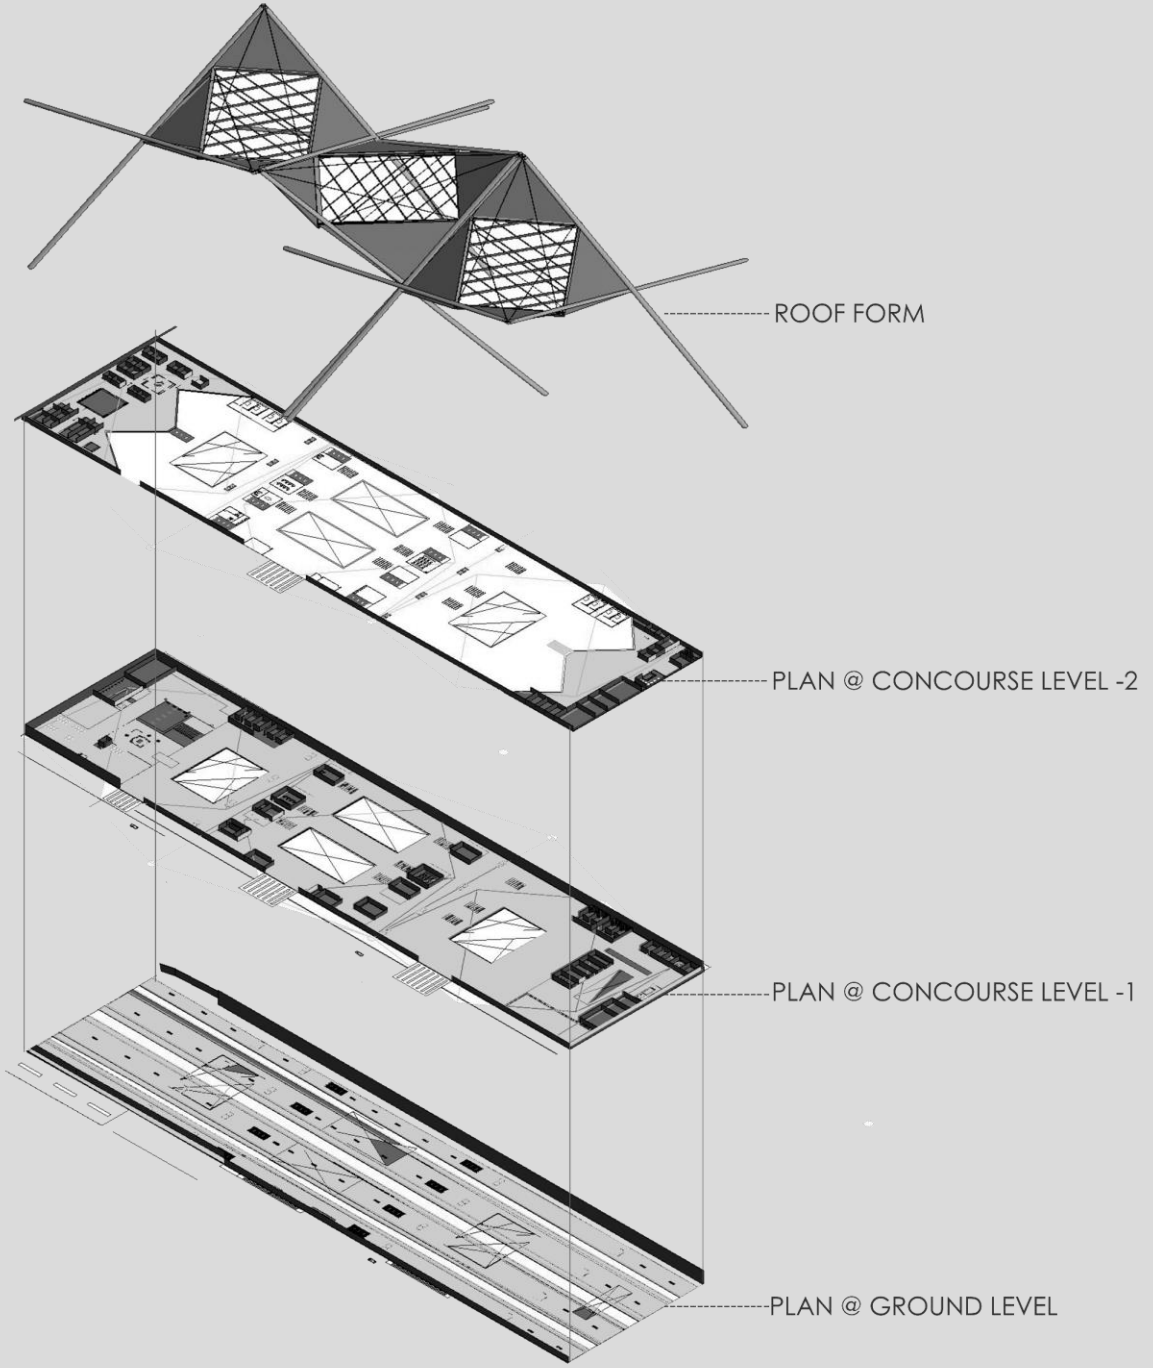 ROOF FORM
PLAN @ CONCOURSE LEVEL -2
PLAN @ CONCOURSE LEVEL -1
PLAN @ GROUND LEVEL